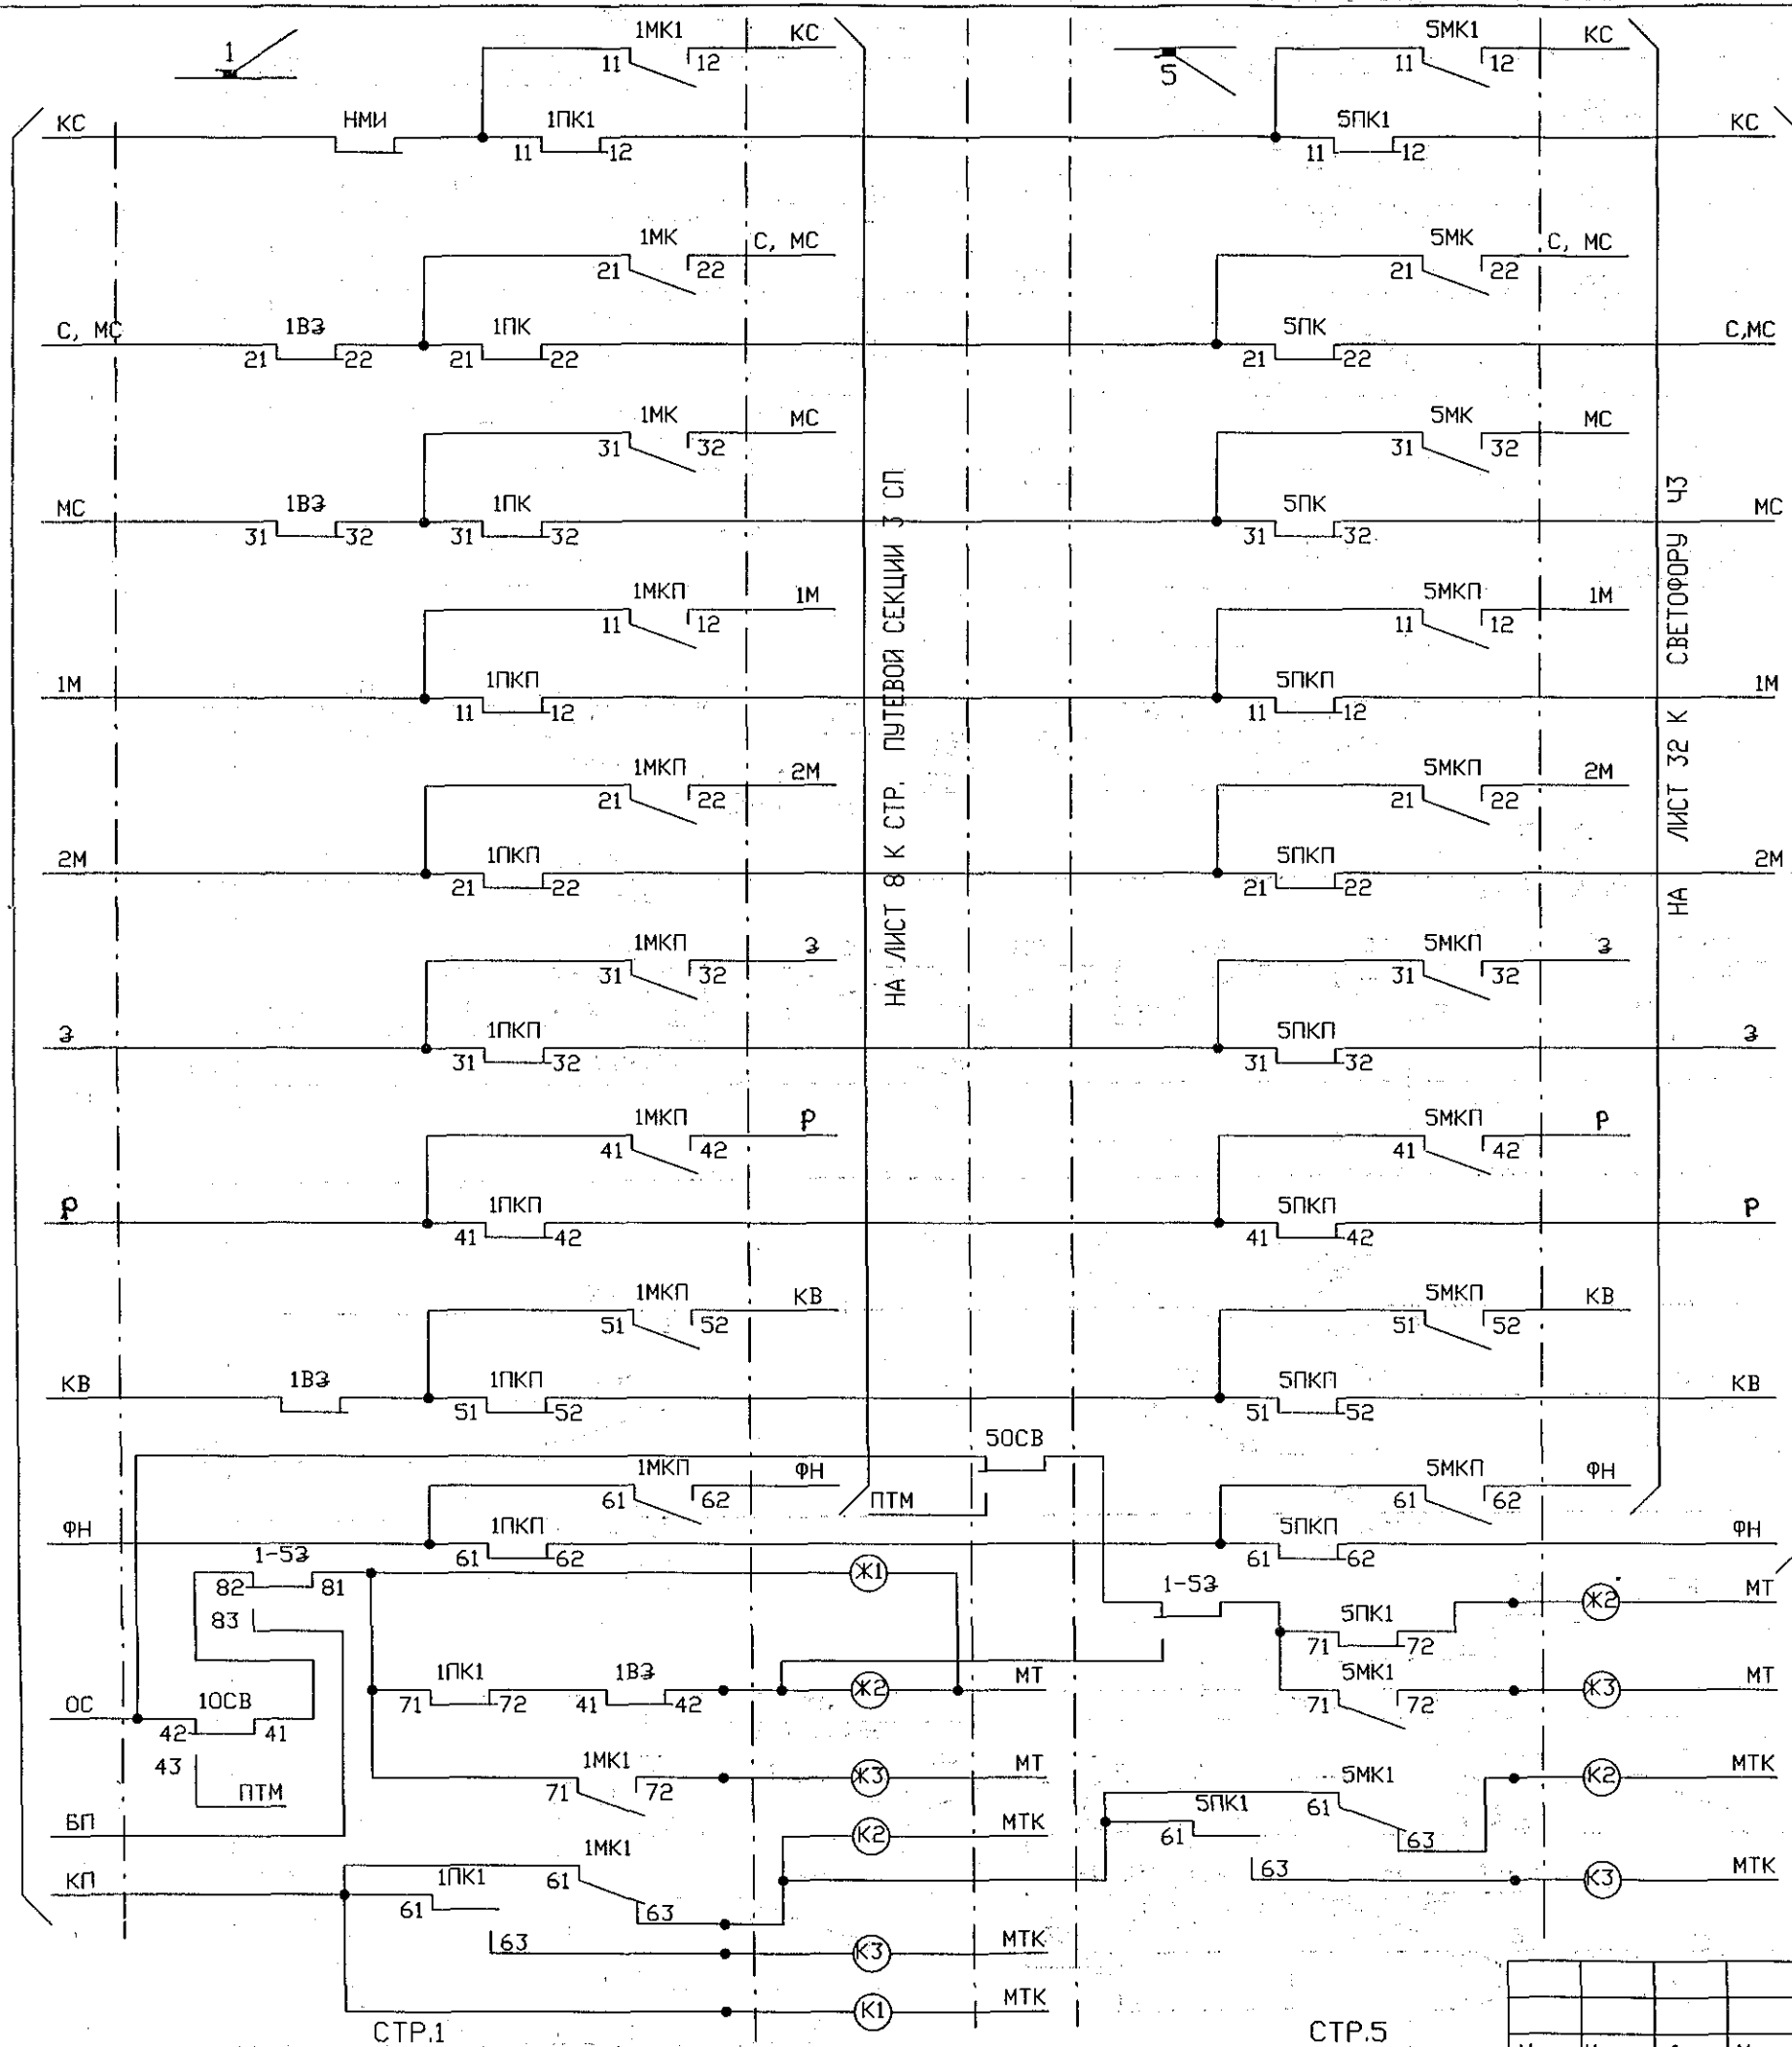 1 1МК1 КС 5 5МК1 КС
11 12 11 12
КС НМИ 1ПК1 5ПК1 КС
11 12 11 12
1МК С, МС 5МК С, МС
21 22 21 22
С, МС 1ВЗ 1ПК 5ПК С,МС
21 22 21 22 21 22
1МК МС 5МК МС
31 32 31 32
МС 1ВЗ 1ПК 5ПК МС
31 32 31 32 31 32
1МКП 1М 5МКП 1М
11 12 11 12
1М 1ПКП 5ПКП 1М
11 12 11 12
1МКП 2М 5МКП 2М
21 22 21 22
2М 1ПКП 5ПКП 2М
21 22 21 22
1МКП З 5МКП З
31 32 31 32
З 1ПКП 5ПКП З
31 32 31 32
1МКП Р 5МКП Р
41 42 41 42
Р 1ПКП 5ПКП Р
41 42 41 42
1МКП КВ 5МКП КВ
51 52 51 52
КВ 1ВЗ 1ПКП 5ПКП КВ
51 52 51 52
5ОСВ
1МКП ФН 5МКП ФН
61 62 ПТМ 61 62
ФН 1ПКП 5ПКП ФН
61 62 61 62
1-5З Ж1 1-5З Ж2 МТ
82 81 5ПК1
83 71 72
1ПК1 1ВЗ Ж2 МТ 5МК1 Ж3 МТ
71 72 41 42 71 72
ОС 1ОСВ
42 41
43 1МК1 Ж3 МТ 5МК1 К2 МТК
ПТМ 71 72 5ПК1 61
БП К2 МТК 61 63
КП 1ПК1 1МК1 63 К3 МТК
61 61 63
63 К3 МТК
К1 МТК
СТР.1 СТР.5
НА ЛИСТ 8 К СТР. ПУТЕВОЙ СЕКЦИИ 3 СП
НА ЛИСТ 32 К СВЕТОФОРУ Ч3